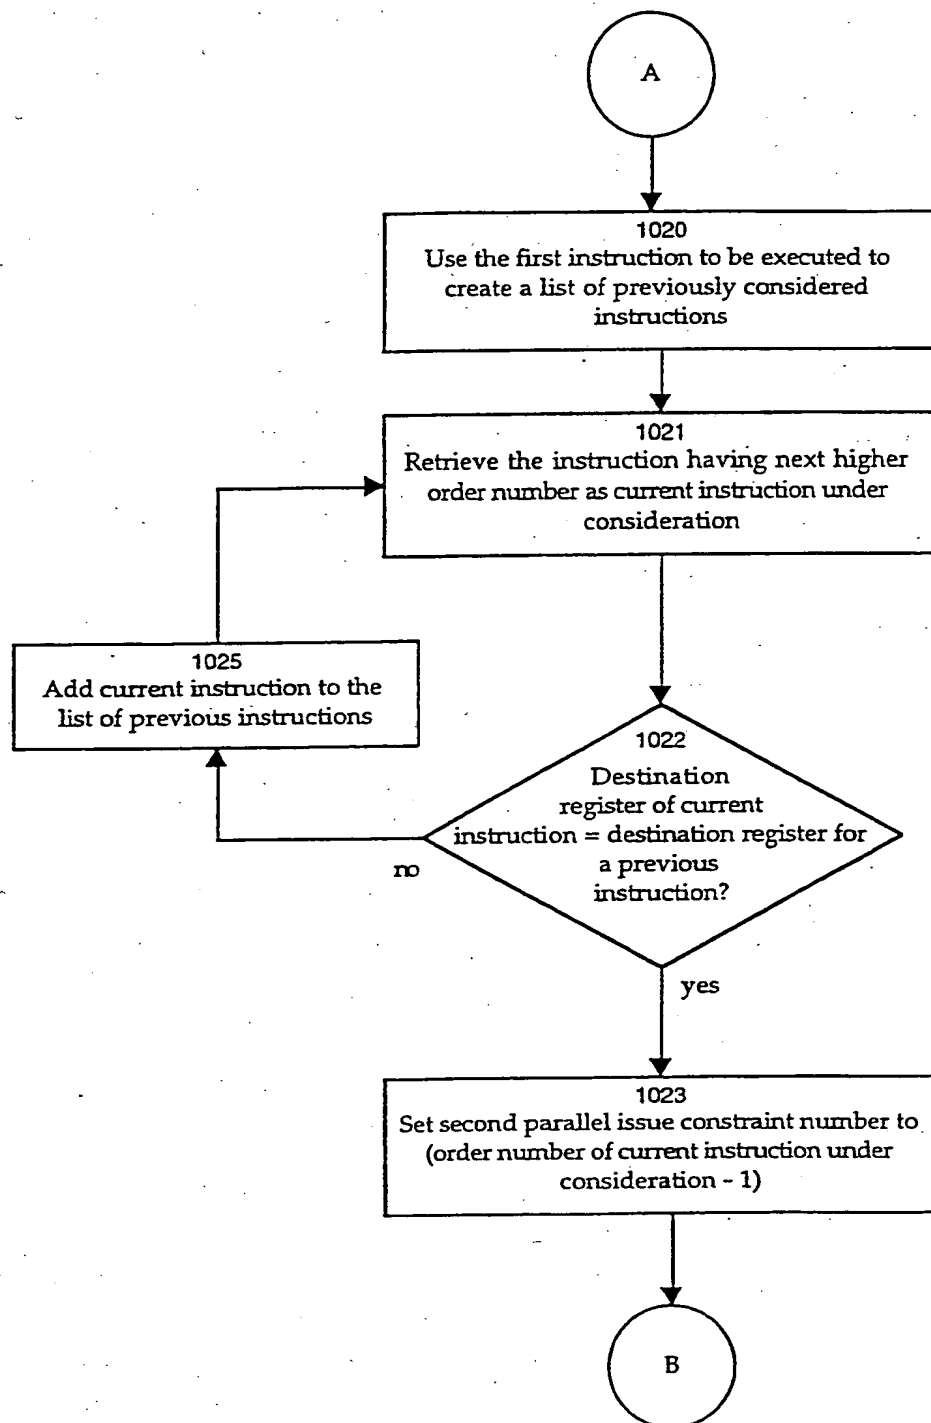 A
1020
Use the first instruction to be executed to
create a list of previously considered
instructions
1021
Retrieve the instruction having next higher
order number as current instruction under
consideration
1025
Add current instruction to the
list of previous instructions
1022
Destination
register of current
instruction = destination register for
a previous
instruction?
no
yes
1023
Set second parallel issue constraint number to
(order number of current instruction under
consideration - 1)
B